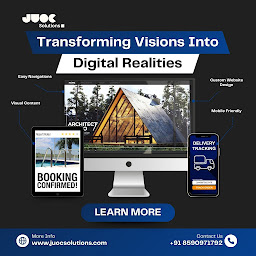 JUOC
Solutions
Transforming Visions Into
Digital Realities
Easy Navigations
Custom Website
Design
Visual Content
Mobile Friendly
ARCHITECT
BOOKING
CONFIRMED!
DELIVERY
TRACKING
LEARN MORE
More Info
www.juocsolutions.com
Contact Us
+91 8590971792